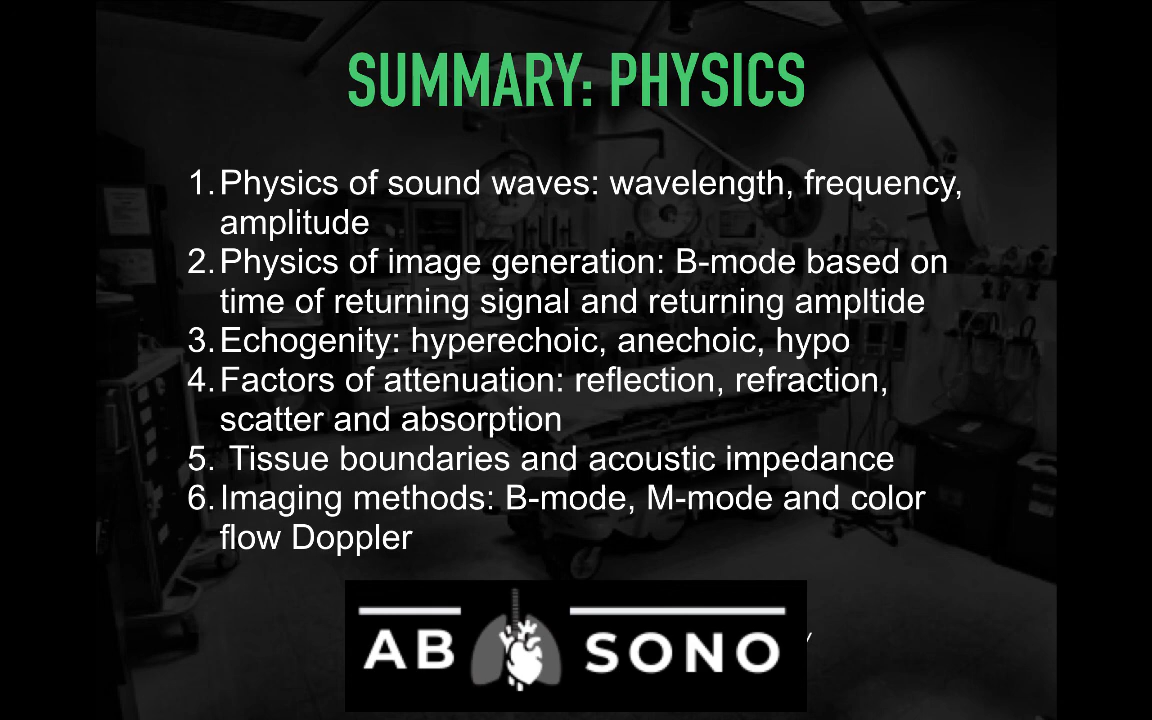 SUMMARY: PHYSICS
1. Physics of sound waves: wavelength, frequency,
amplitude
2. Physics of image generation: B-mode based on
time of returning signal and returning ampltide
3. Echogenity: hyperechoic, anechoic, hypo
4. Factors of attenuation: reflection, refraction,
scatter and absorption
5. Tissue boundaries and acoustic impedance
6. Imaging methods: B-mode, M-mode and color
flow Doppler
AB SONO